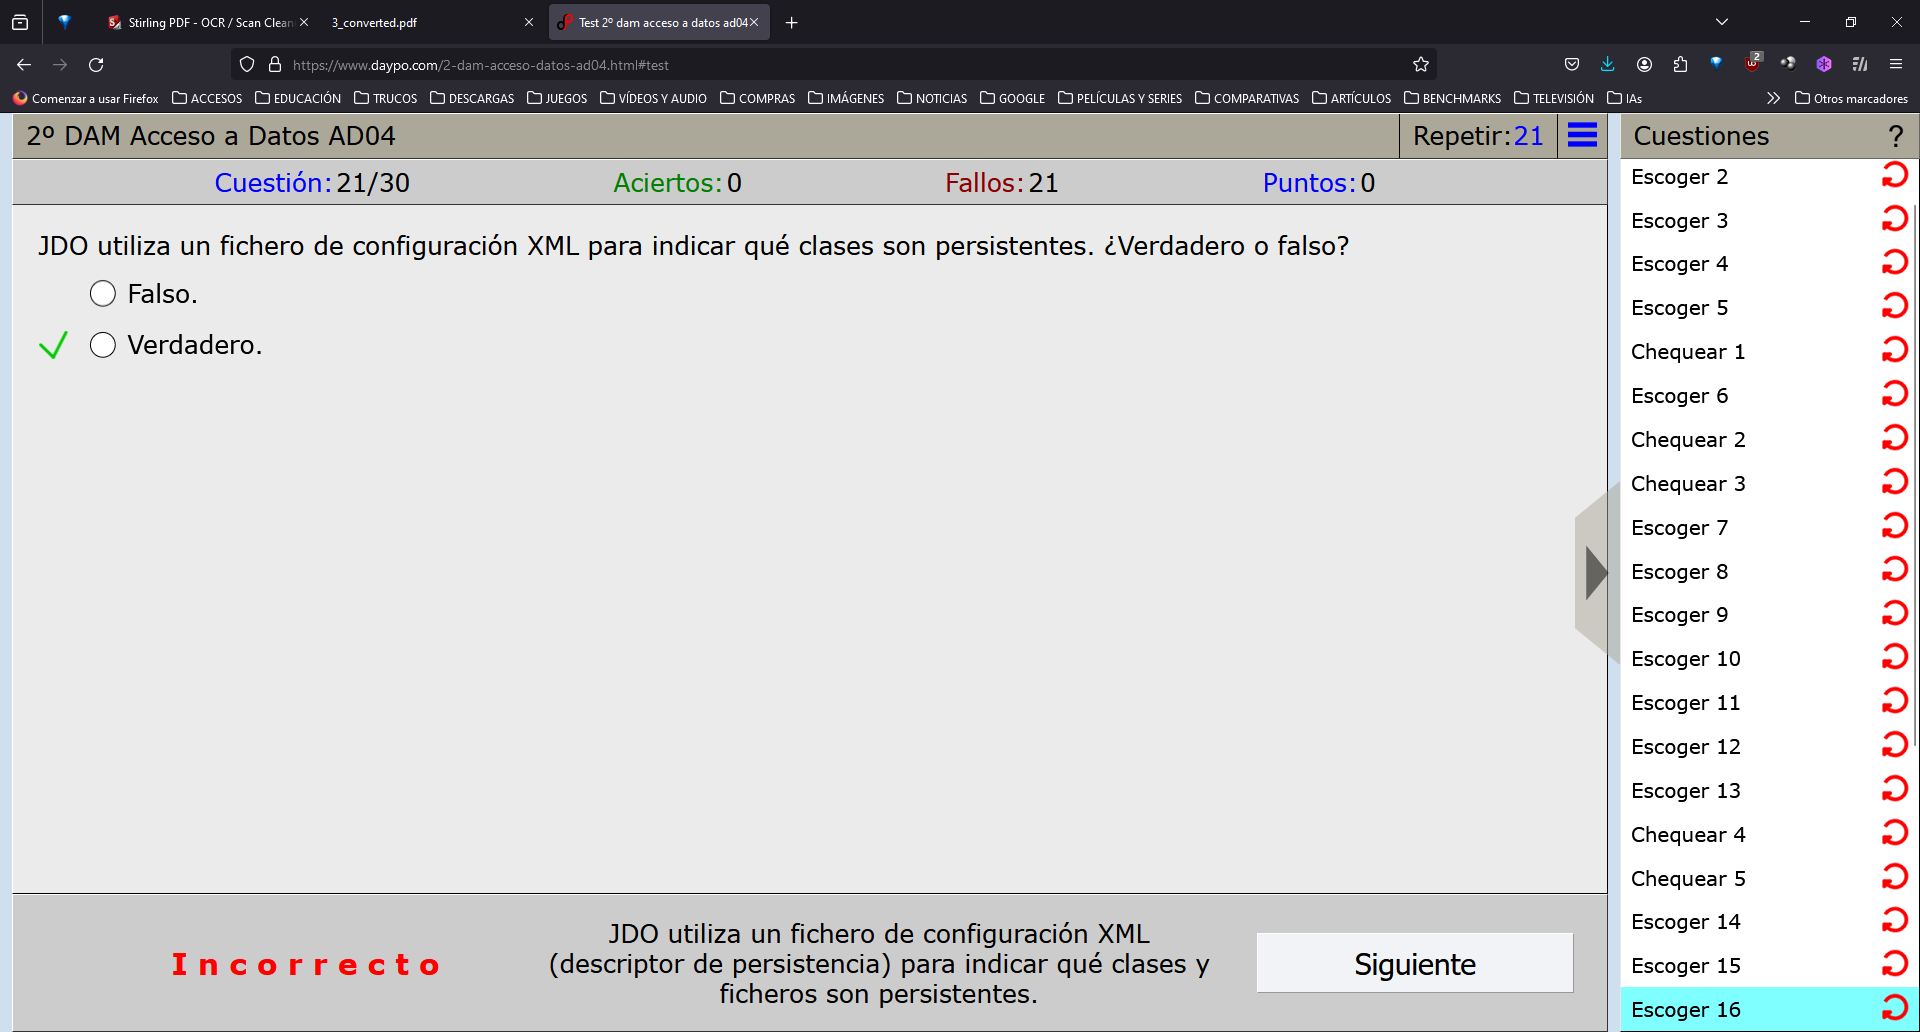 Stirling PDF - OCR / Scan Clean
3_converted.pdf
Test 2º dam acceso a datos ad04
https://www.daypo.com/2-dam-acceso-datos-ad04.html#test
2
Comenzar a usar Firefox
ACCESOS
EDUCACIÓN
TRUCOS
DESCARGAS
JUEGOS
VÍDEOS Y AUDIO
COMPRAS
IMÁGENES
NOTICIAS
GOOGLE
PELÍCULAS Y SERIES
COMPARATIVAS
ARTÍCULOS
BENCHMARKS
TELEVISIÓN
IAs
Otros marcadores
2º DAM Acceso a Datos AD04
Repetir:21
Cuestión:21/30
Aciertos:0
Fallos:21
Puntos:0
JDO utiliza un fichero de configuración XML para indicar qué clases son persistentes. ¿Verdadero o falso?
Falso.
Verdadero.
Incorrecto
JDO utiliza un fichero de configuración XML
(descriptor de persistencia) para indicar qué clases y
ficheros son persistentes.
Siguiente
Cuestiones
?
Escoger 2
Escoger 3
Escoger 4
Escoger 5
Chequear 1
Escoger 6
Chequear 2
Chequear 3
Escoger 7
Escoger 8
Escoger 9
Escoger 10
Escoger 11
Escoger 12
Escoger 13
Chequear 4
Chequear 5
Escoger 14
Escoger 15
Escoger 16